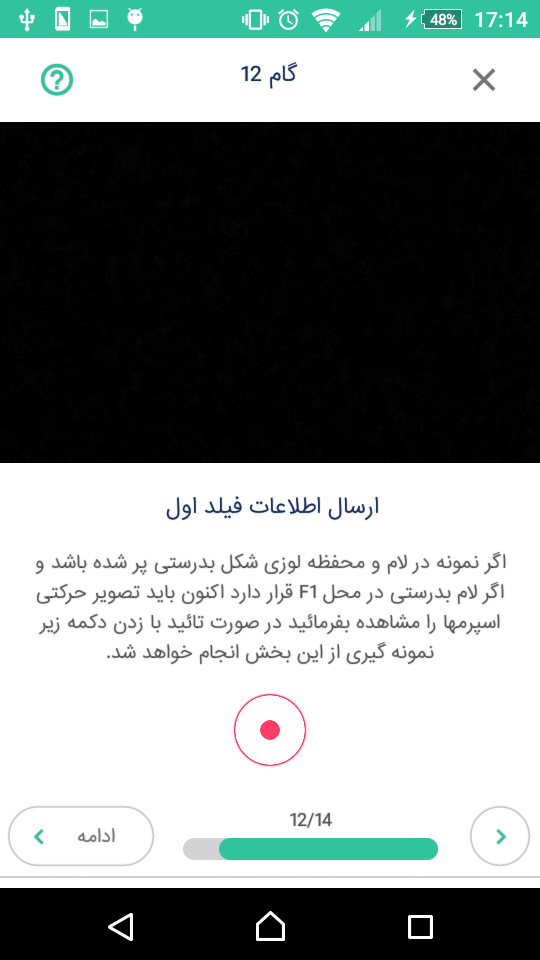 48%
17:14
گام 12
ارسال اطلاعات فیلد اول
اگر نمونه در لام و محفظه لوزی شکل بدرستی پر شده باشد و
اگر لام بدرستی در محل F1 قرار دارد اکنون باید تصویر حرکتی
اسپرمها را مشاهده بفرمائید در صورت تائید با زدن دکمه زیر
نمونه گیری از این بخش انجام خواهد شد.
12/14
ادامه